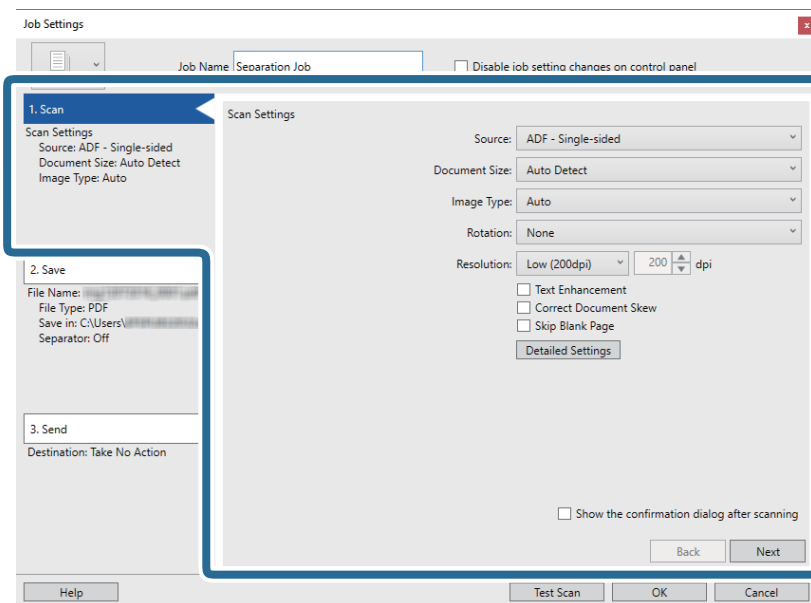 Job Settings
x
Job Name Separation Job
Disable job setting changes on control panel
1. Scan
Scan Settings
Source: ADF - Single-sided
Document Size: Auto Detect
Image Type: Auto
2. Save
File Name:
File Type: PDF
Save in: C:\Users\
Separator: Off
3. Send
Destination: Take No Action
Scan Settings
Source: ADF - Single-sided
Document Size: Auto Detect
Image Type: Auto
Rotation: None
Resolution: Low (200dpi) 200 dpi
Text Enhancement
Correct Document Skew
Skip Blank Page
Detailed Settings
Show the confirmation dialog after scanning
Back Next
Help Test Scan OK Cancel